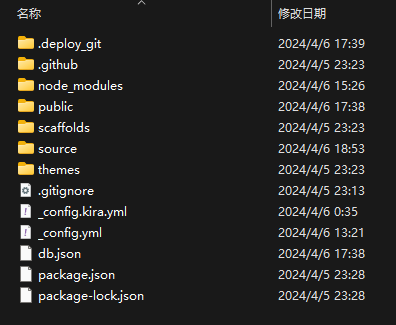 名称 修改日期
.deploy_git 2024/4/6 17:39
.github 2024/4/5 23:23
node_modules 2024/4/6 15:26
public 2024/4/6 17:38
scaffolds 2024/4/5 23:23
source 2024/4/6 18:53
themes 2024/4/5 23:23
.gitignore 2024/4/5 23:13
_config.kira.yml 2024/4/6 0:35
_config.yml 2024/4/6 13:21
db.json 2024/4/6 17:38
package.json 2024/4/5 23:28
package-lock.json 2024/4/5 23:28